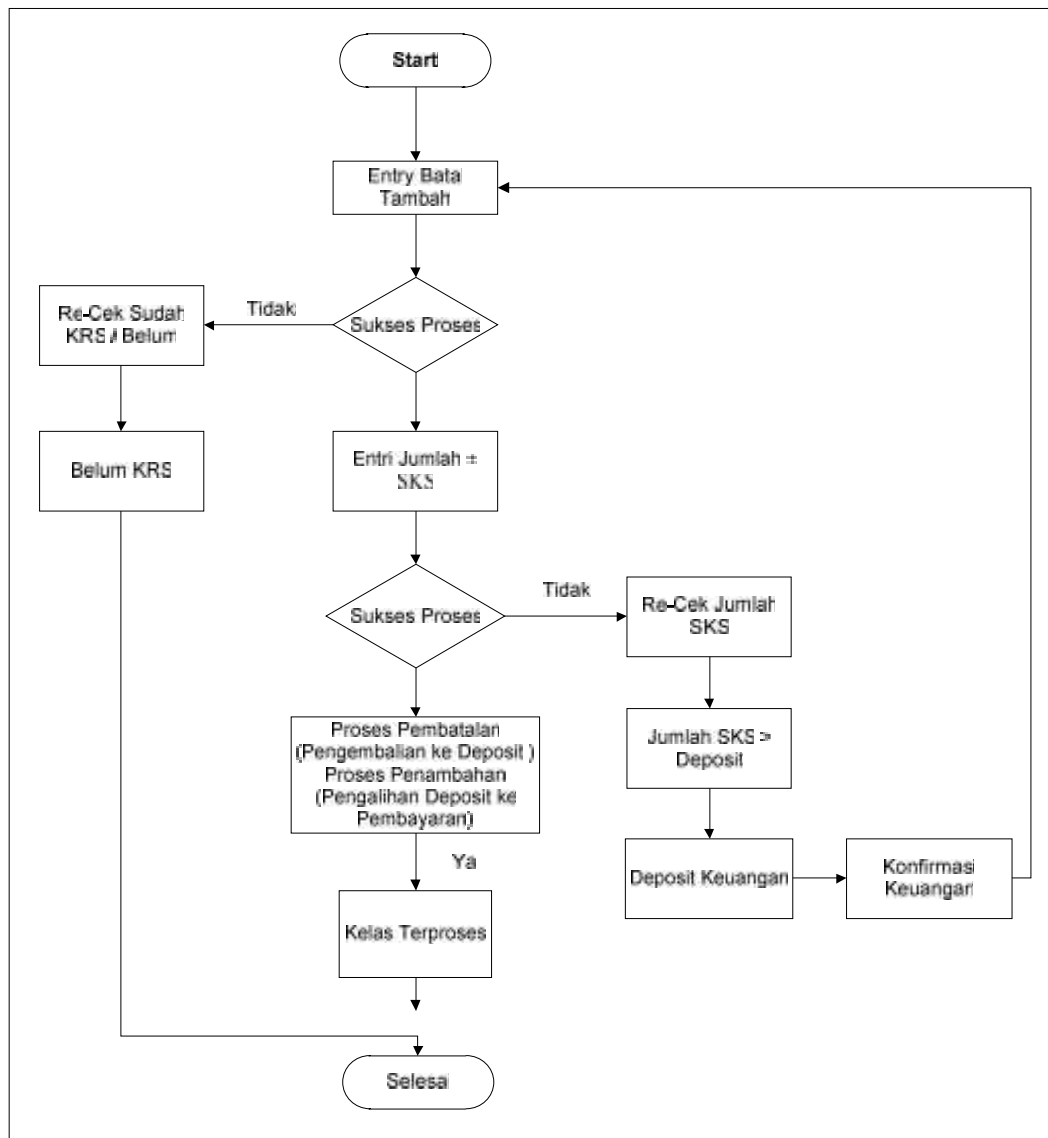 Start
Entry Batal
Tambah
Sukses Proses
Tidak
Re-Cek Sudah
KRS / Belum
Belum KRS
Entri Jumlah ±
SKS
Sukses Proses
Tidak
Re-Cek Jumlah
SKS
Jumlah SKS >
Deposit
Deposit Keuangan
Konfirmasi
Keuangan
Proses Pembatalan
(Pengembalian ke Deposit )
Proses Penambahan
(Pengalihan Deposit ke
Pembayaran)
Ya
Kelas Terproses
Selesai